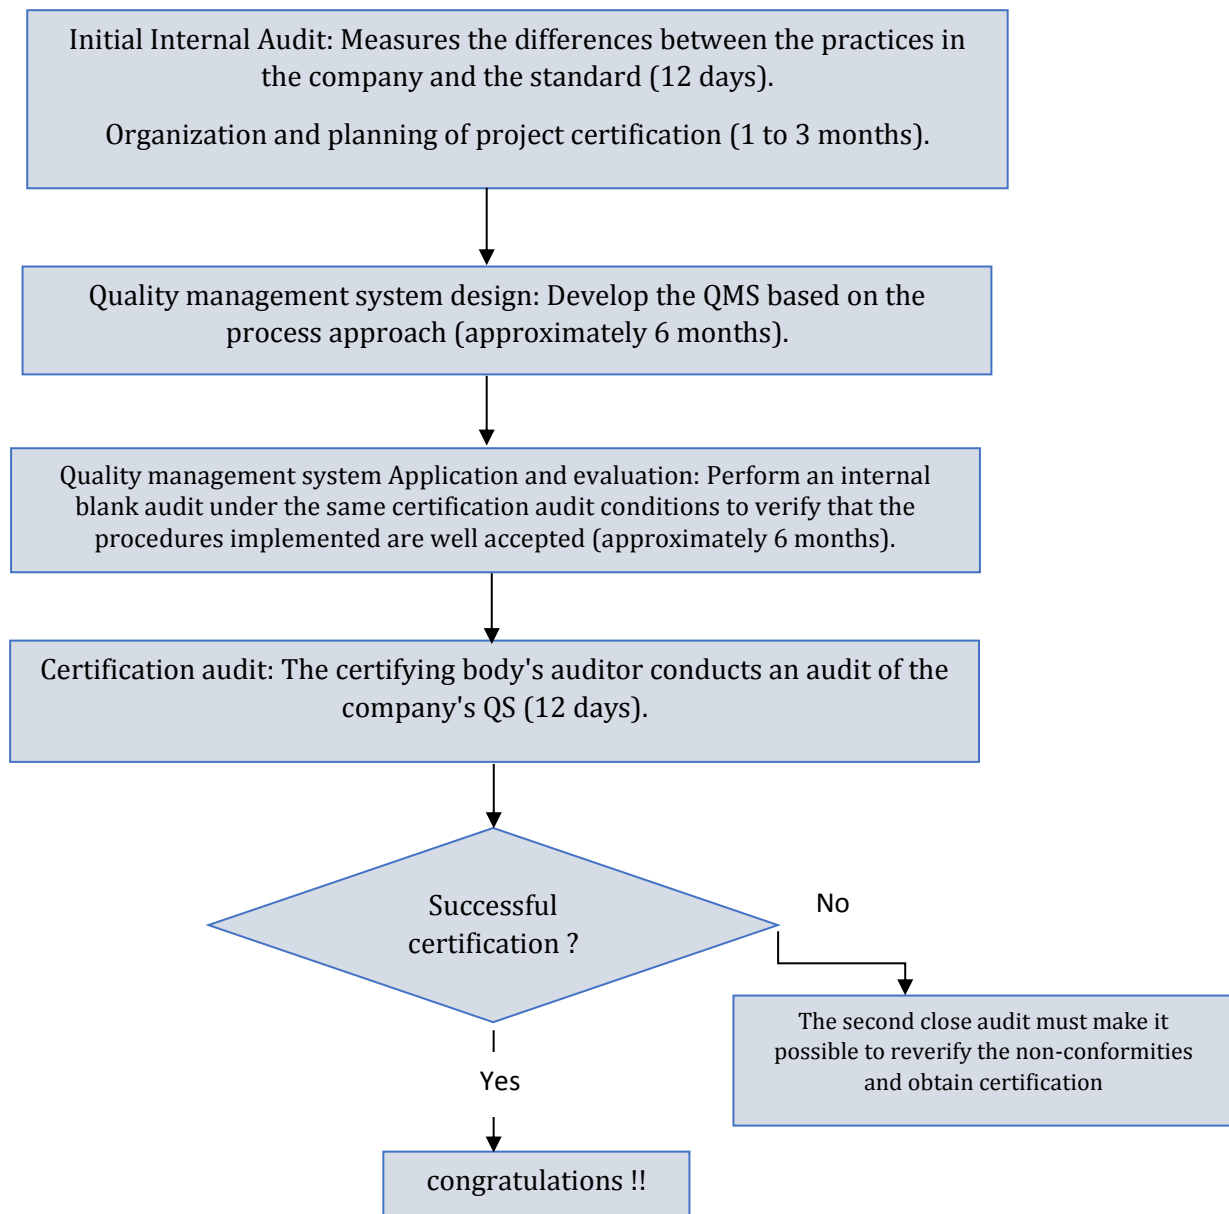 Initial Internal Audit: Measures the differences between the practices in
the company and the standard (12 days).
Organization and planning of project certification (1 to 3 months).
Quality management system design: Develop the QMS based on the
process approach (approximately 6 months).
Quality management system Application and evaluation: Perform an internal
blank audit under the same certification audit conditions to verify that the
procedures implemented are well accepted (approximately 6 months).
Certification audit: The certifying body's auditor conducts an audit of the
company's QS (12 days).
Successful
certification ?
No
The second close audit must make it
possible to reverify the non-conformities
and obtain certification
Yes
congratulations !!